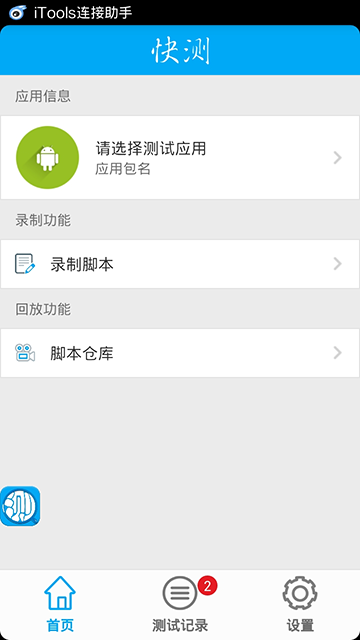 iTools连接助手
快测
应用信息
请选择测试应用
应用包名
录制功能
录制脚本
回放功能
脚本仓库
测
2
首页
测试记录
设置